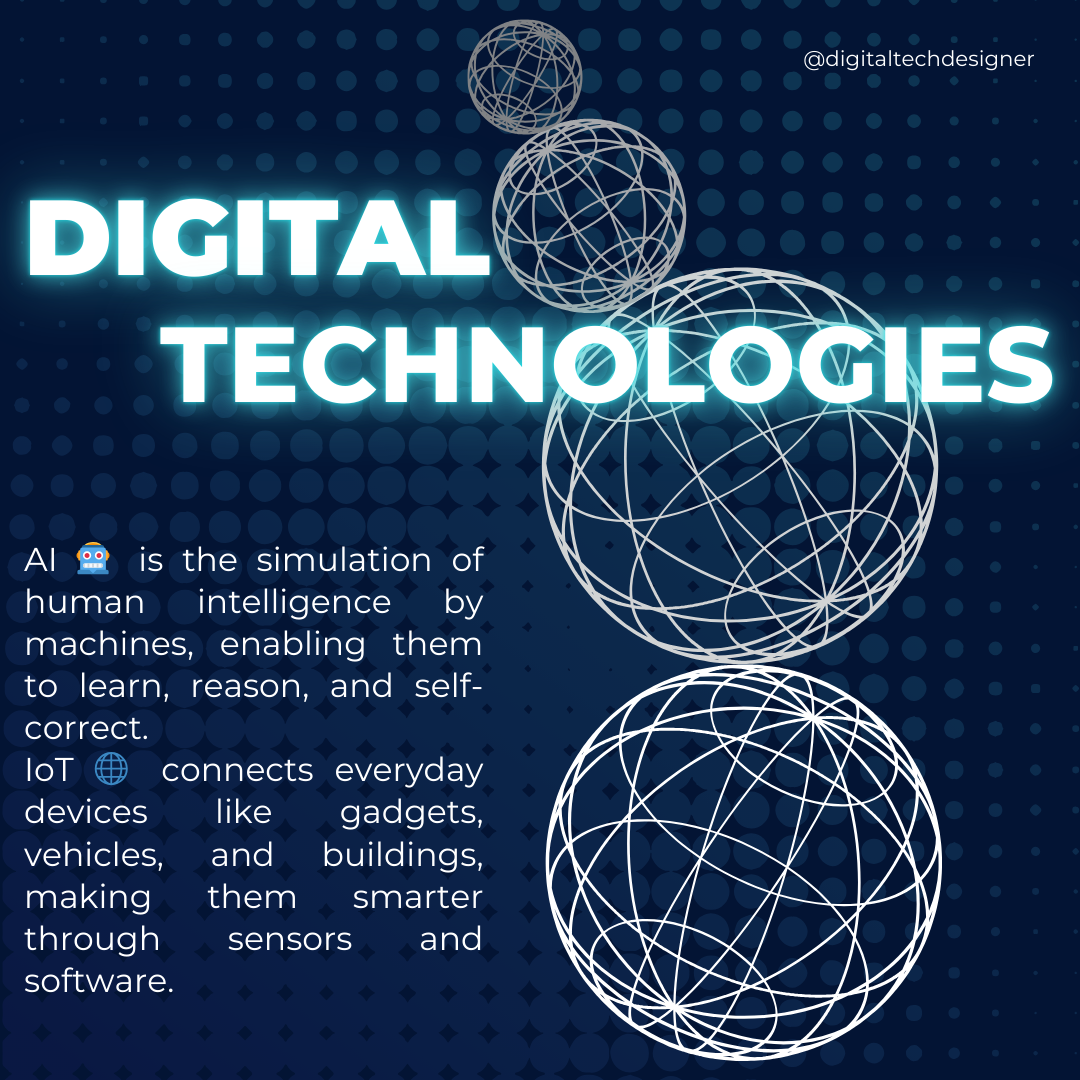 @digitaltechdesigner
DIGITAL
TECHNOLOGIES
AI 🤖 is the simulation of
human intelligence by
machines, enabling them
to learn, reason, and self-
correct.
IoT 🌐 connects everyday
devices like gadgets,
vehicles, and buildings,
making them smarter
through sensors and
software.